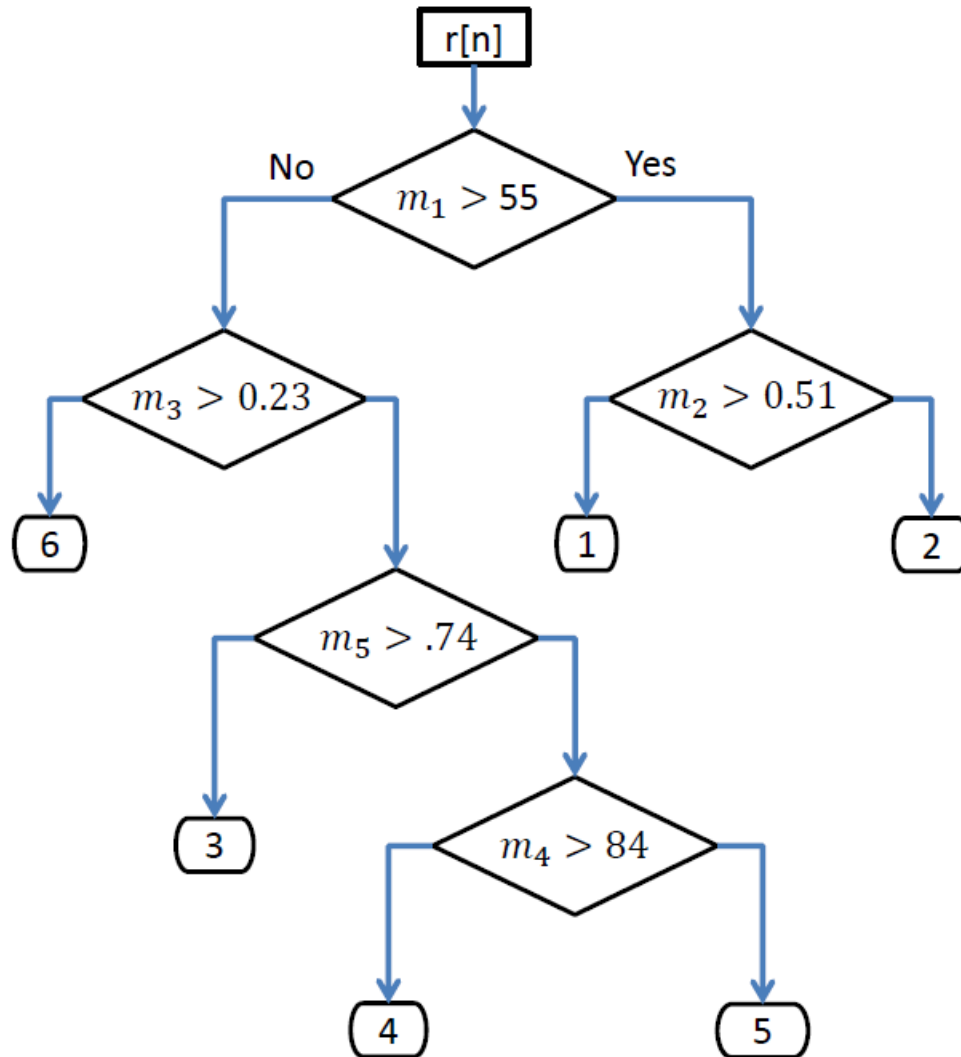 r[n]
No
Yes
m₁ > 55
m₃ > 0.23
m₂ > 0.51
6
1
2
m₅ > .74
3
m₄ > 84
4
5